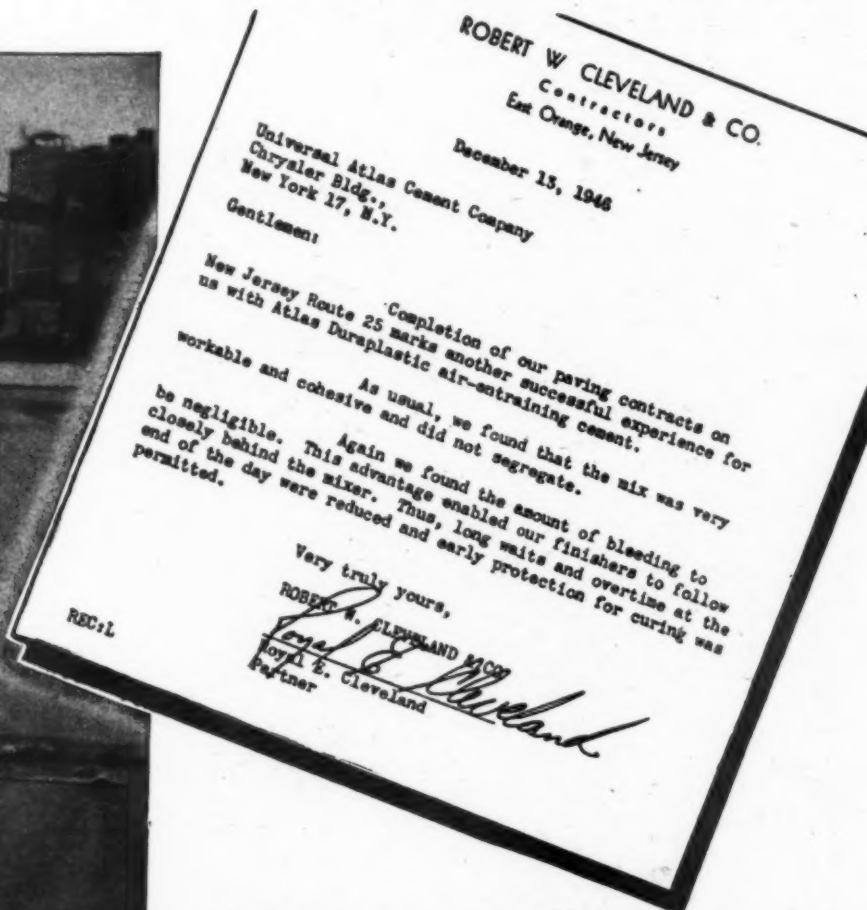 ROBERT W CLEVELAND & CO.
Contractors
East Orange, New Jersey
December 13, 1946
Universal Atlas Cement Company
Chrysler Bldg.,
New York 17, N.Y.
Gentlemen:
Completion of our paving contracts on
New Jersey Route 25 marks another successful experience for
us with Atlas Duraplastic air-entraining cement.
As usual, we found that the mix was very
workable and cohesive and did not segregate.
Again we found the amount of bleeding to
be negligible. This advantage enabled our finishers to follow
closely behind the mixer. Thus, long waits and overtime at the
end of the day were reduced and early protection for curing was
permitted.
Very truly yours,
ROBERT W. CLEVELAND & CO.
Royal E Cleveland
Royal E. Cleveland
Partner
REC:L